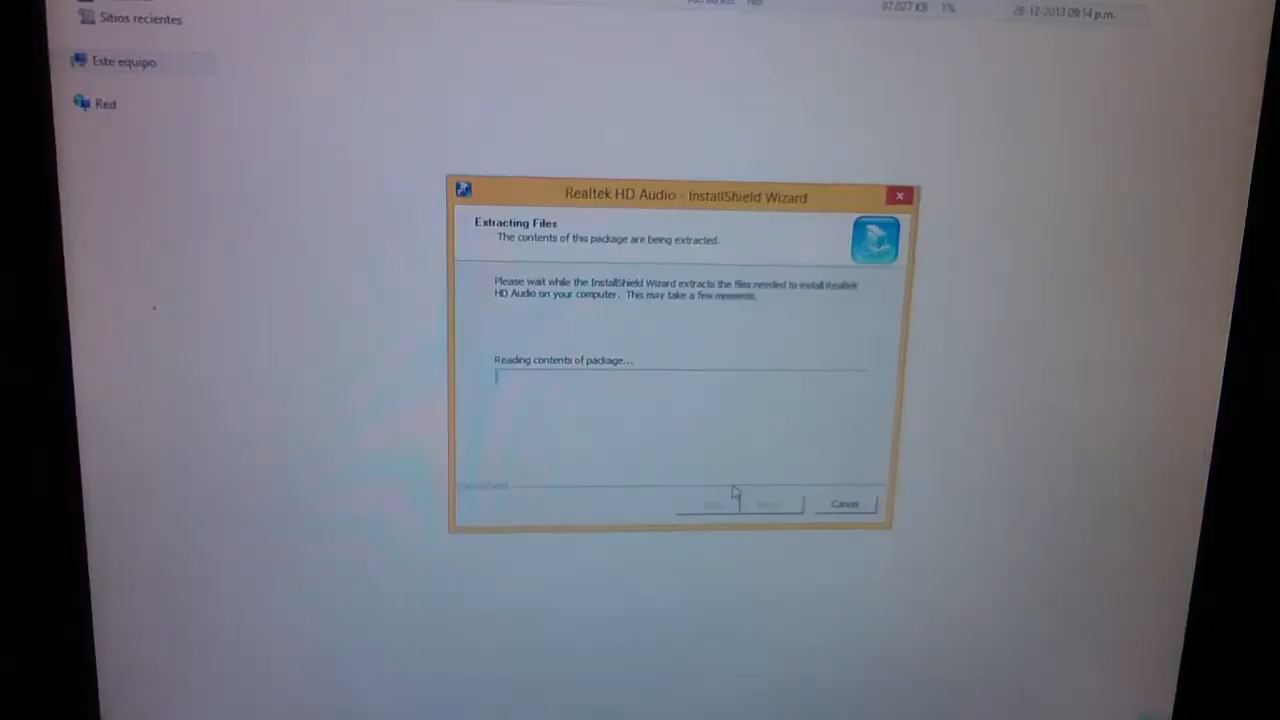 Sitios recientes
97,027 KB 1% 28-12-2013 09:14 p.m.
Este equipo
Red
Realtek HD Audio - InstallShield Wizard
Extracting Files
The contents of this package are being extracted.
Please wait while the InstallShield Wizard extracts the files needed to install Realtek
HD Audio on your computer. This may take a few moments.
Reading contents of package...
Cancel